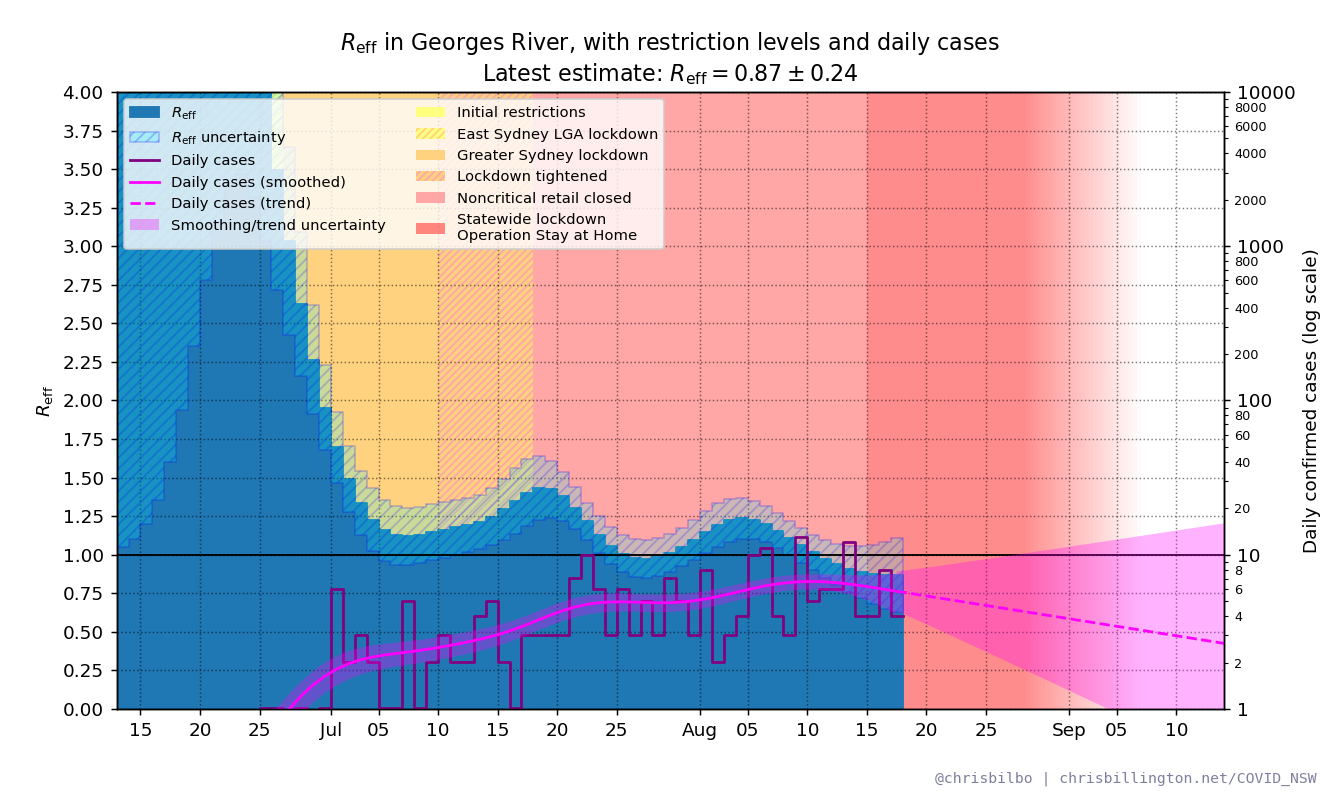 R_eff in Georges River, with restriction levels and daily cases
Latest estimate: R_eff = 0.87 ± 0.24
R_eff
R_eff uncertainty
Daily cases
Daily cases (smoothed)
Daily cases (trend)
Smoothing/trend uncertainty
Initial restrictions
East Sydney LGA lockdown
Greater Sydney lockdown
Lockdown tightened
Noncritical retail closed
Statewide lockdown
Operation Stay at Home
R_eff
4.00
3.75
3.50
3.25
3.00
2.75
2.50
2.25
2.00
1.75
1.50
1.25
1.00
0.75
0.50
0.25
0.00
15 20 25 Jul 05 10 15 20 25 Aug 05 10 15 20 25 Sep 05 10
10000
8000
6000
4000
2000
1000
800
600
400
200
100
80
60
40
20
10
8
6
4
2
1
Daily confirmed cases (log scale)
@chrisbilbo | chrisbillington.net/COVID_NSW